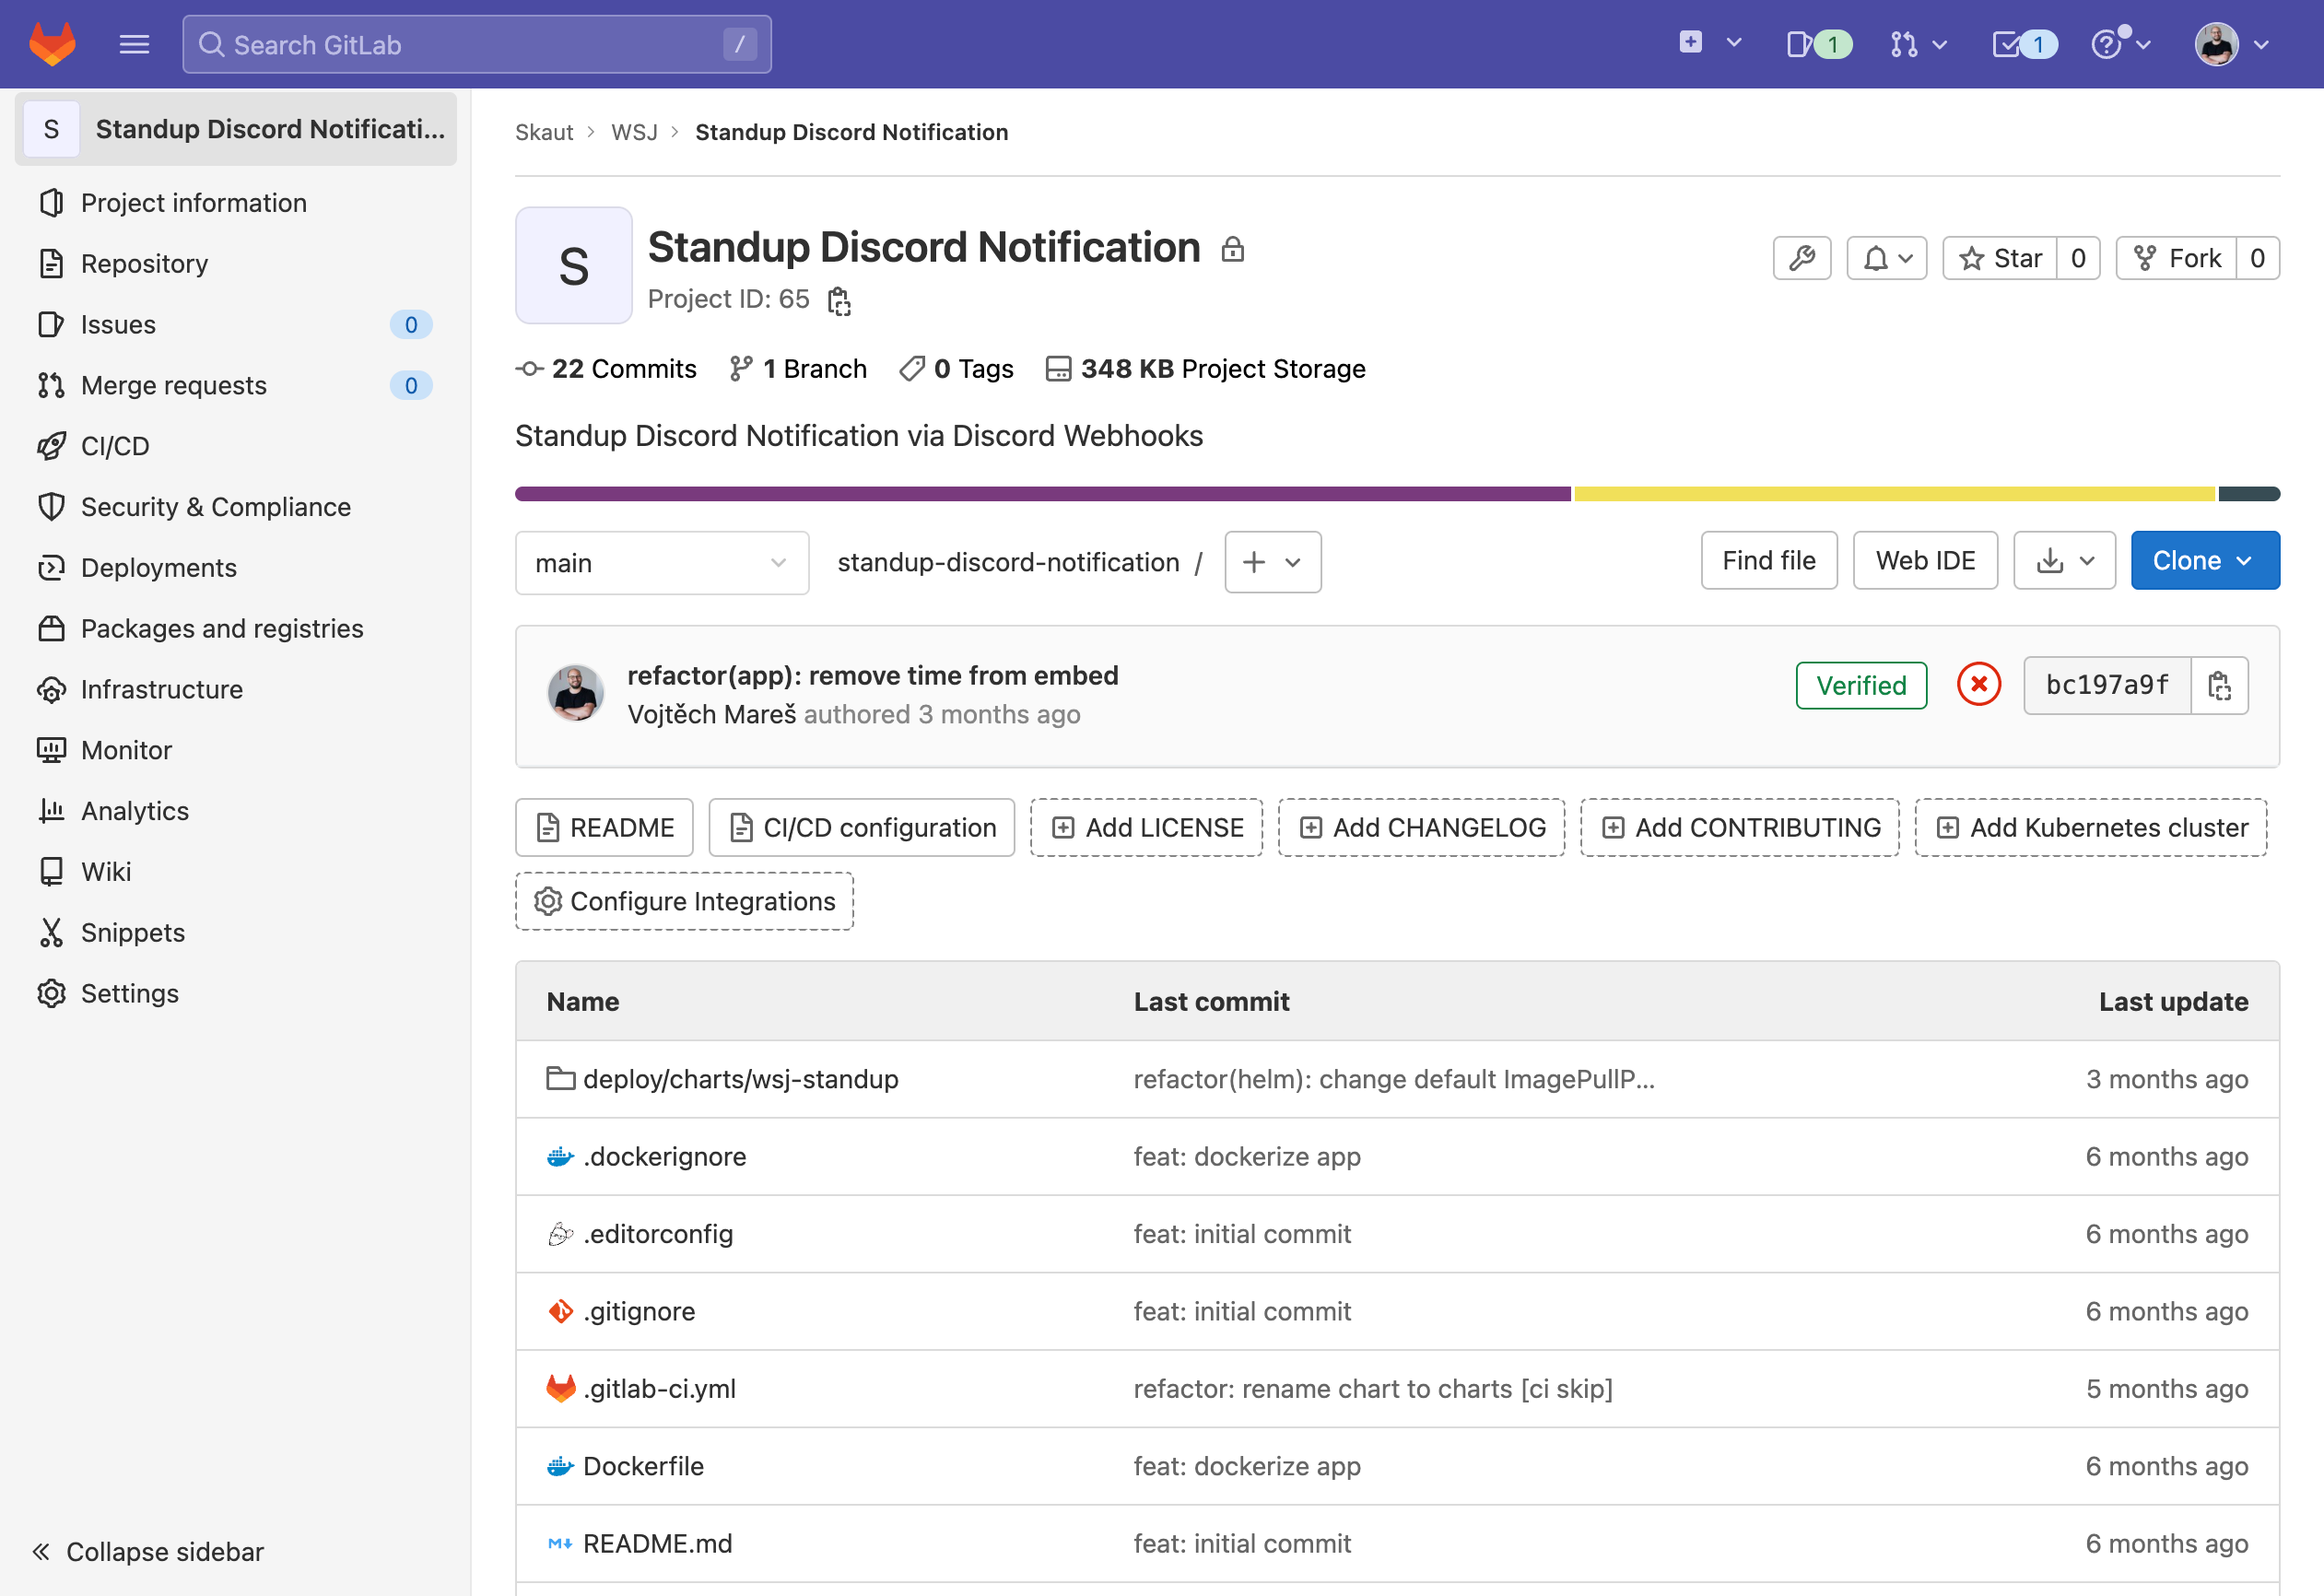 Search GitLab /
1
1
S Standup Discord Notificati...
Project information
Repository
Issues 0
Merge requests 0
CI/CD
Security & Compliance
Deployments
Packages and registries
Infrastructure
Monitor
Analytics
Wiki
Snippets
Settings
Collapse sidebar
Skaut > WSJ > Standup Discord Notification
S
Standup Discord Notification
Project ID: 65
Star 0
Fork 0
22 Commits 1 Branch 0 Tags 348 KB Project Storage
Standup Discord Notification via Discord Webhooks
main standup-discord-notification / + Find file Web IDE Clone
refactor(app): remove time from embed
Vojtěch Mareš authored 3 months ago
Verified bc197a9f
README CI/CD configuration Add LICENSE Add CHANGELOG Add CONTRIBUTING Add Kubernetes cluster
Configure Integrations
Name Last commit Last update
deploy/charts/wsj-standup refactor(helm): change default ImagePullP... 3 months ago
.dockerignore feat: dockerize app 6 months ago
.editorconfig feat: initial commit 6 months ago
.gitignore feat: initial commit 6 months ago
.gitlab-ci.yml refactor: rename chart to charts [ci skip] 5 months ago
Dockerfile feat: dockerize app 6 months ago
README.md feat: initial commit 6 months ago